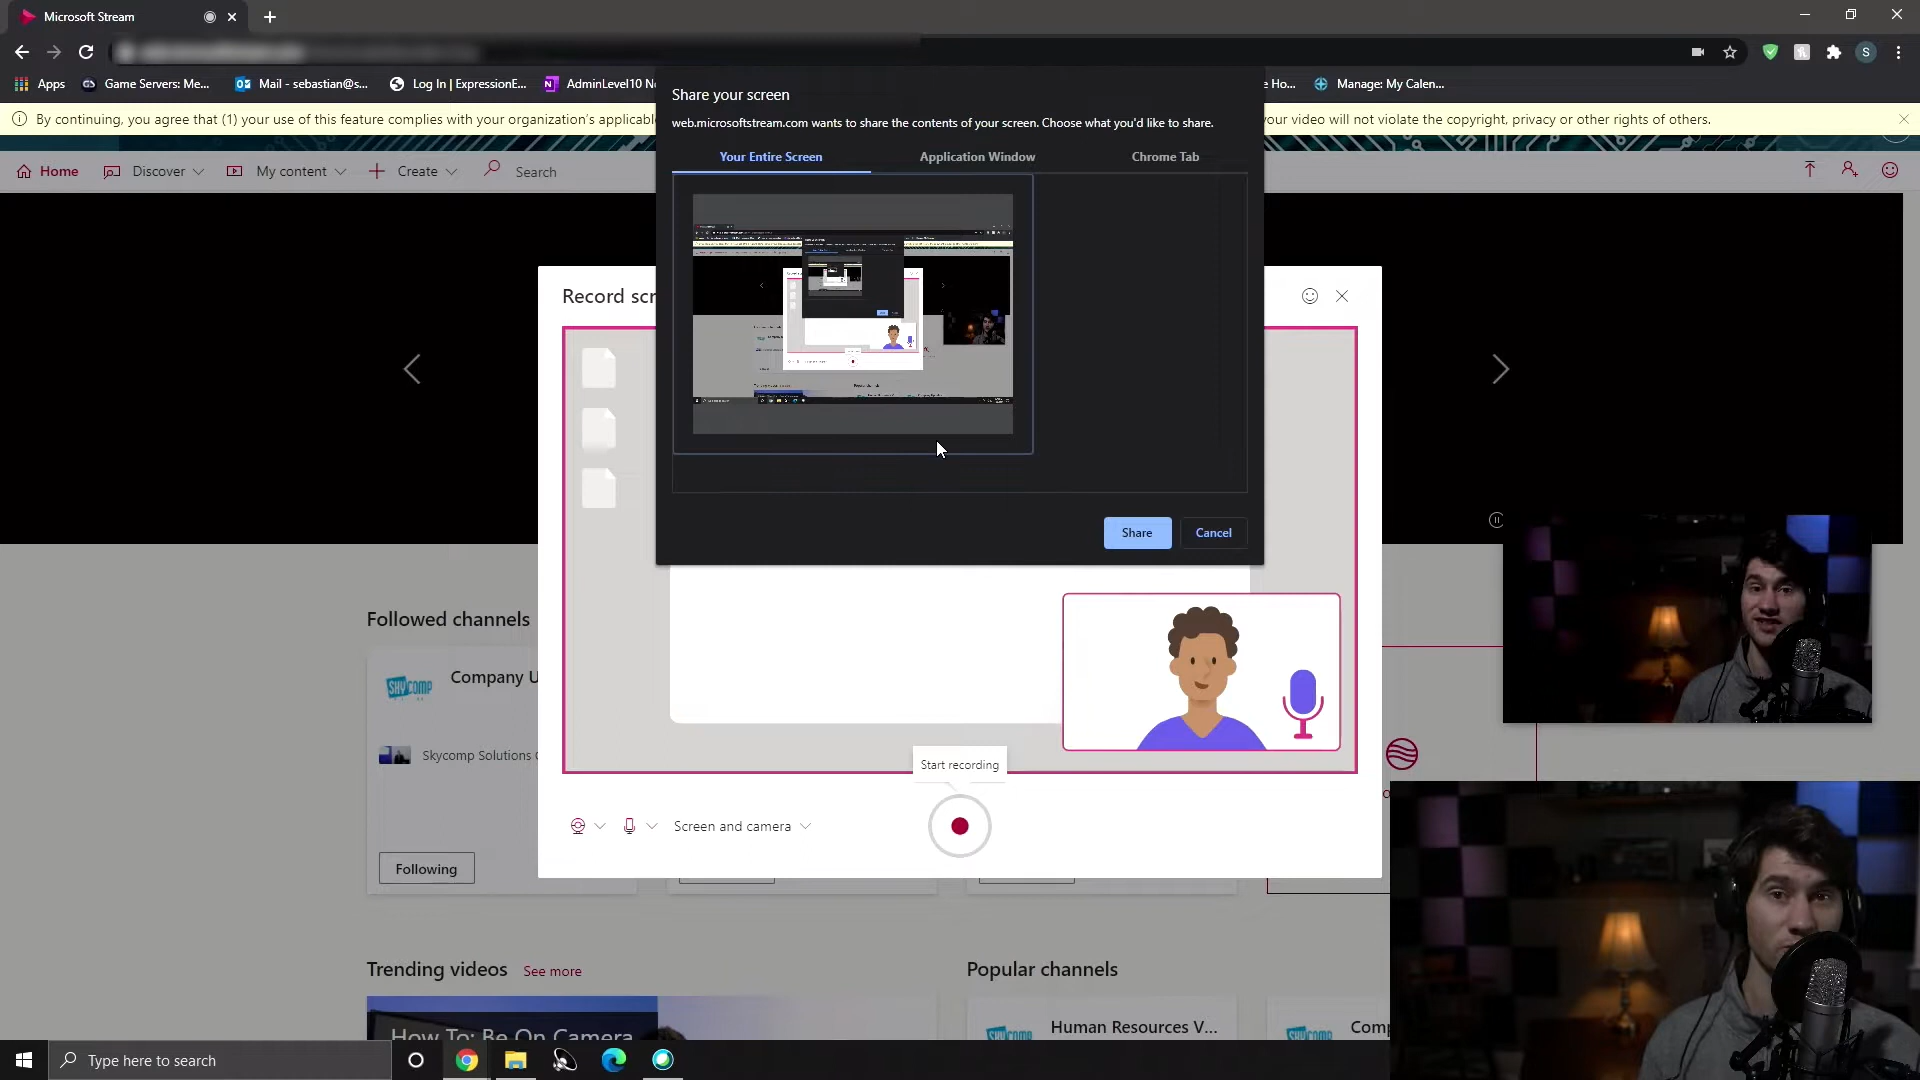 Microsoft Stream
Apps
Game Servers: Me...
Mail - sebastian@s...
Log In | ExpressionE...
AdminLevel10 N
e Ho...
Manage: My Calen...
By continuing, you agree that (1) your use of this feature complies with your organization's applicable
our video will not violate the copyright, privacy or other rights of others.
Home
Discover
My content
Create
Search
Share your screen
web.microsoftstream.com wants to share the contents of your screen. Choose what you'd like to share.
Your Entire Screen
Application Window
Chrome Tab
Share
Cancel
Record scr
Start recording
Screen and camera
Followed channels
SKYCOMP
Company U
Skycomp Solutions
Following
Trending videos
See more
How To: Be On Camera
Popular channels
SKYCOMP
Human Resources V...
SKYCOMP
Comp
Type here to search
S